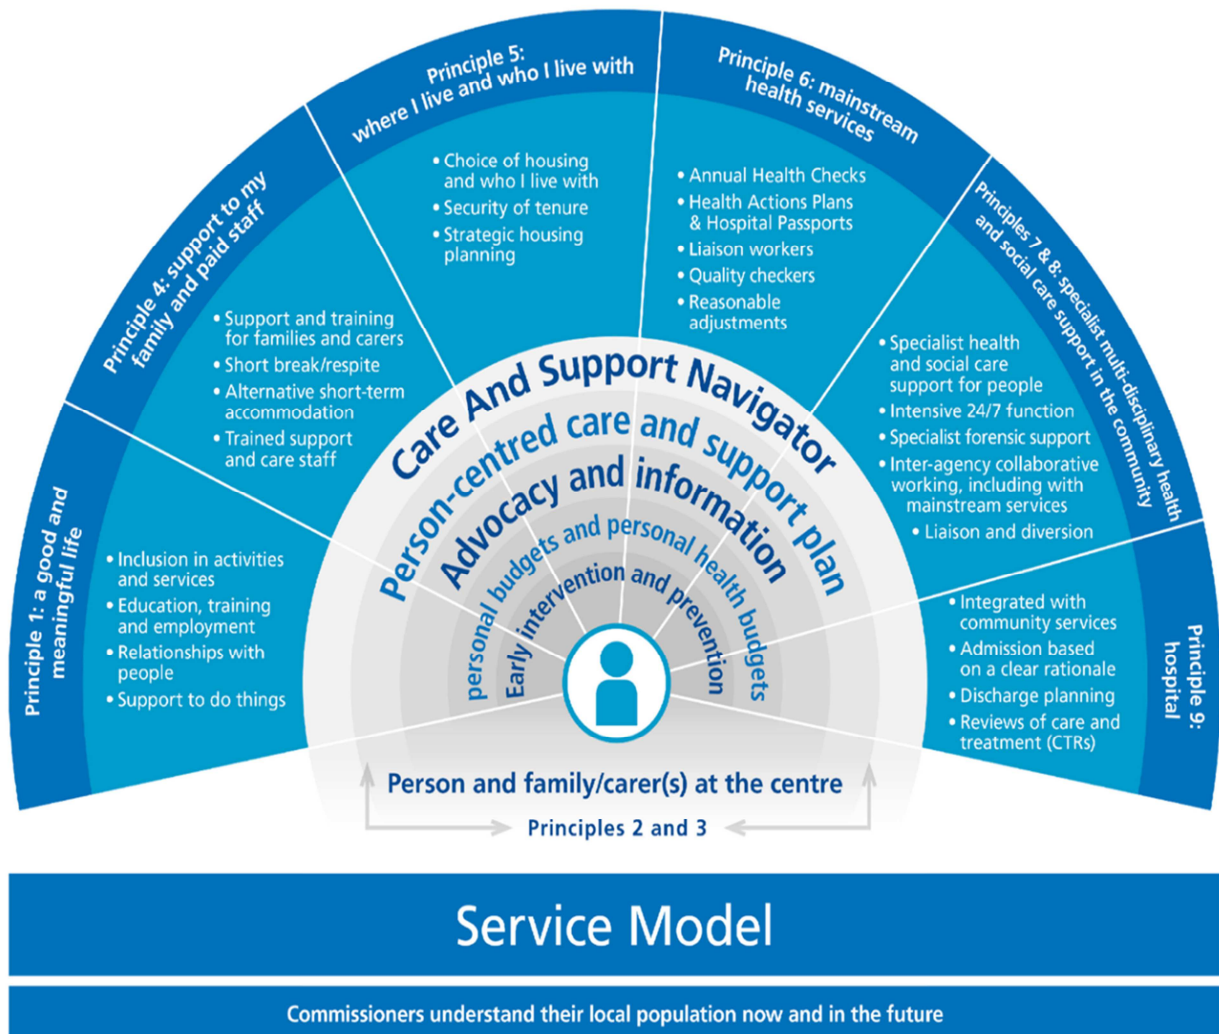 Principle 1: a good and
meaningful life
• Inclusion in activities
and services
• Education, training
and employment
• Relationships with
people
• Support to do things
Principle 4: support to my
family and paid staff
• Support and training
for families and carers
• Short break/respite
• Alternative short-term
accommodation
• Trained support
and care staff
Principle 5:
where I live and who I live with
• Choice of housing
and who I live with
• Security of tenure
• Strategic housing
planning
Principle 6: mainstream
health services
• Annual Health Checks
• Health Actions Plans
& Hospital Passports
• Liaison workers
• Quality checkers
• Reasonable
adjustments
Principles 7 & 8: specialist multi-disciplinary health
and social care support in the community
• Specialist health
and social care
support for people
• Intensive 24/7 function
• Specialist forensic support
• Inter-agency collaborative
working, including with
mainstream services
• Liaison and diversion
Principle 9:
hospital
• Integrated with
community services
• Admission based
on a clear rationale
• Discharge planning
• Reviews of care and
treatment (CTRs)
Care And Support Navigator
Person-centred care and support plan
Advocacy and information
personal budgets and personal health budgets
Early intervention and prevention
Person and family/carer(s) at the centre
Principles 2 and 3
Service Model
Commissioners understand their local population now and in the future